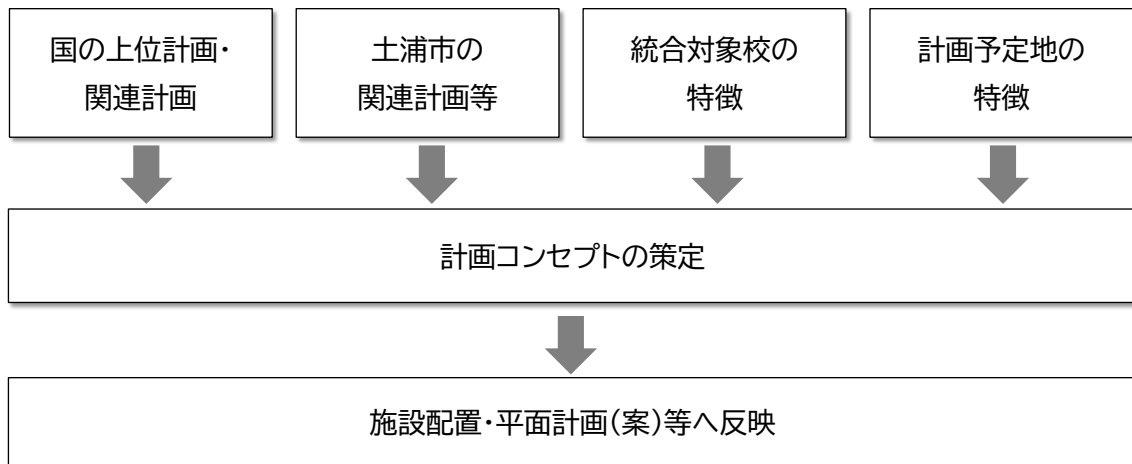 国の上位計画・
関連計画
土浦市の
関連計画等
統合対象校の
特徴
計画予定地の
特徴
計画コンセプトの策定
施設配置・平面計画(案)等へ反映